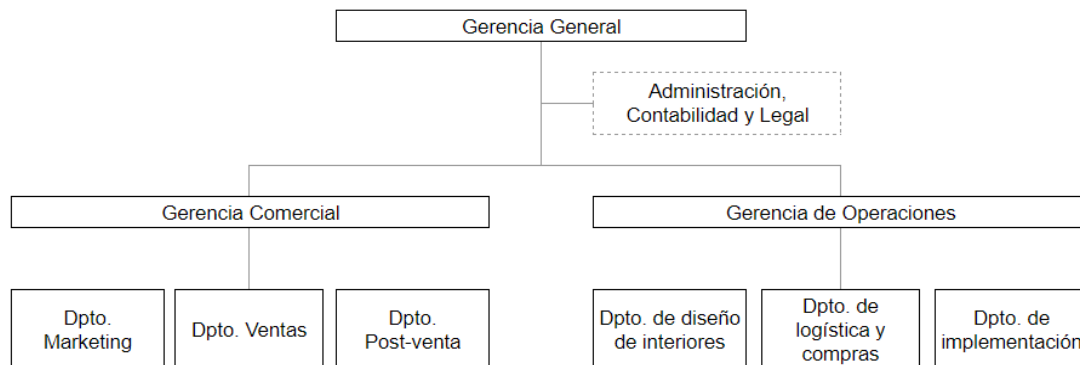 Gerencia General
Administración,
Contabilidad y Legal
Gerencia Comercial
Gerencia de Operaciones
Dpto.
Marketing
Dpto. Ventas
Dpto.
Post-venta
Dpto. de diseño
de interiores
Dpto. de
logística y
compras
Dpto. de
implementación